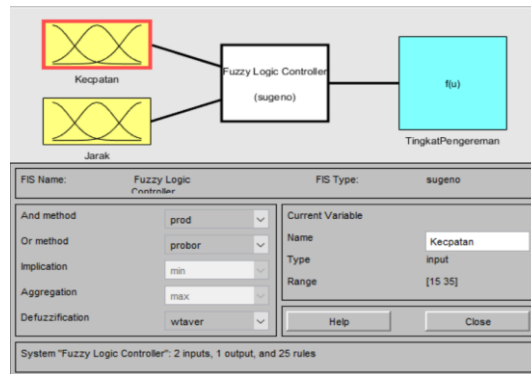 Kecpatan
Fuzzy Logic Controller
(sugeno)
f(u)
Jarak
TingkatPengereman
FIS Name: Fuzzy Logic Controller FIS Type: sugeno
And method prod
Or method probor
Implication min
Aggregation max
Defuzzification wtaver
Current Variable
Name Kecpatan
Type input
Range [15 35]
Help Close
System "Fuzzy Logic Controller": 2 inputs, 1 output, and 25 rules